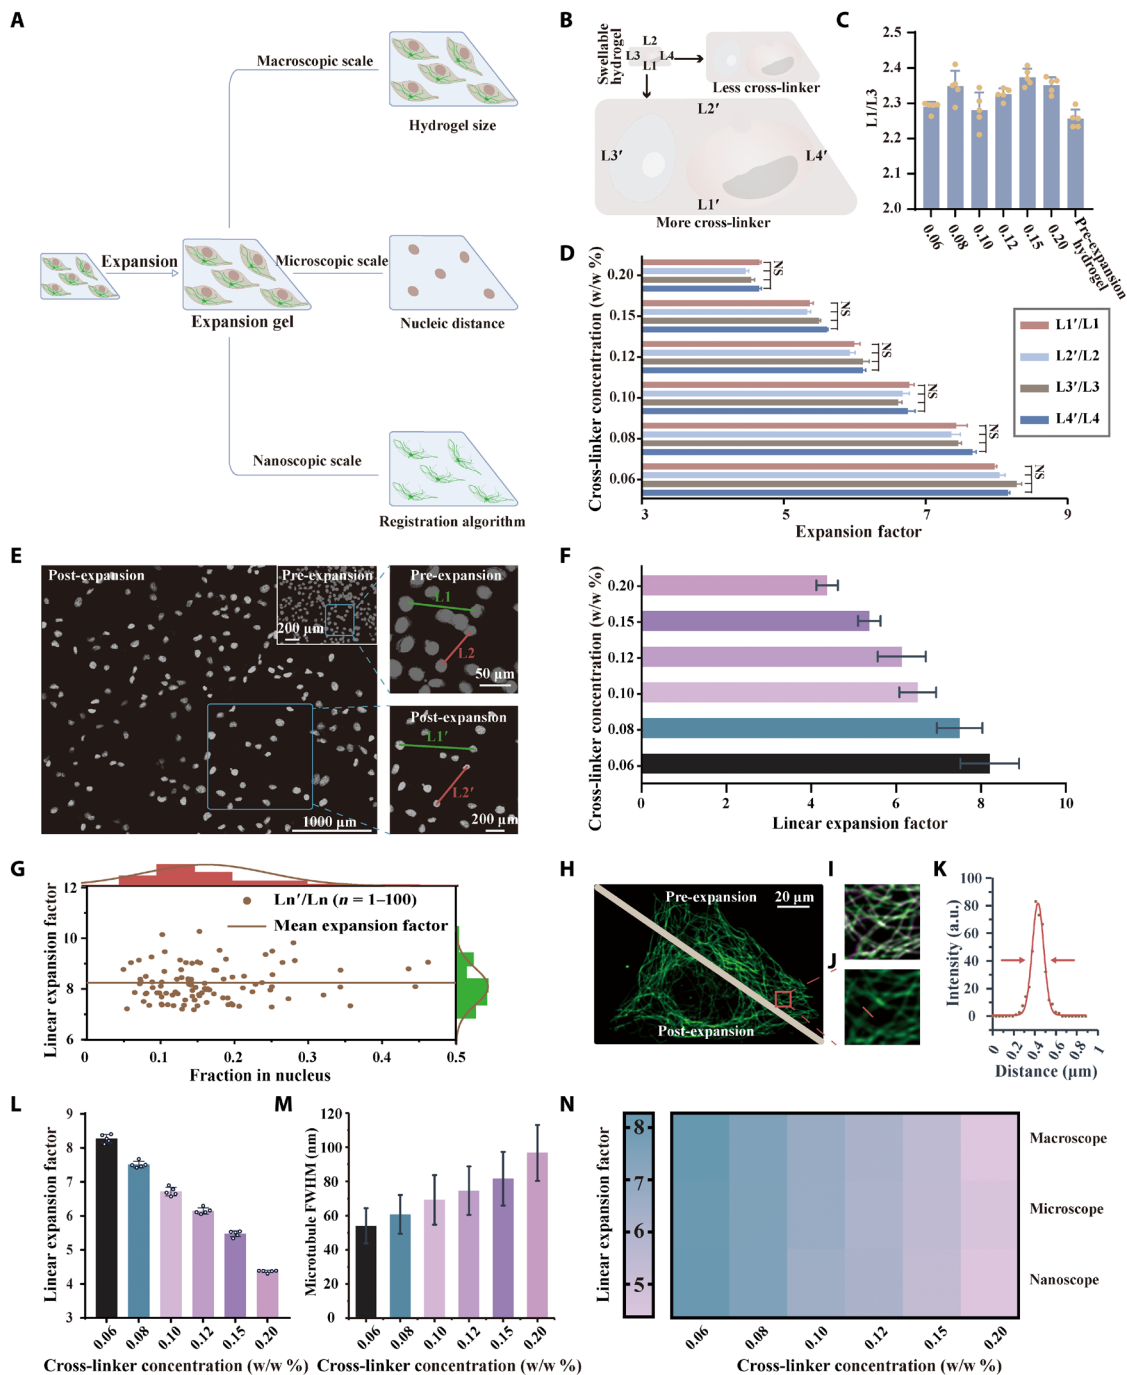 A
Macroscopic scale
Hydrogel size
Expansion
Expansion gel
Microscopic scale
Nucleic distance
Nanoscopic scale
Registration algorithm
B
Swellable
hydrogel
L2
L3
L4
L1
Less cross-linker
L2′
L3′
L4′
L1′
More cross-linker
C
L1/L3
2.5
2.4
2.3
2.2
2.1
2.0
0.06
0.08
0.10
0.12
0.15
0.20
Pre-expansion
hydrogel
D
Cross-linker concentration (w/w %)
0.20
0.15
0.12
0.10
0.08
0.06
NS
NS
NS
NS
NS
NS
3
5
7
9
Expansion factor
L1′/L1
L2′/L2
L3′/L3
L4′/L4
E
Post-expansion
Pre-expansion
200 µm
1000 µm
Pre-expansion
L1
L2
50 µm
Post-expansion
L1′
L2′
200 µm
F
Cross-linker concentration (w/w %)
0.20
0.15
0.12
0.10
0.08
0.06
0
2
4
6
8
10
Linear expansion factor
G
Linear expansion factor
12
10
8
6
Ln′/Ln (n = 1–100)
Mean expansion factor
0
0.1
0.2
0.3
0.4
0.5
Fraction in nucleus
H
Pre-expansion
20 µm
Post-expansion
I
J
K
Intensity (a.u.)
100
80
60
40
20
0
0
0.2
0.4
0.6
0.8
1
Distance (µm)
L
Linear expansion factor
9
8
7
6
5
4
3
0.06
0.08
0.10
0.12
0.15
0.20
Cross-linker concentration (w/w %)
M
Microtubule FWHM (nm)
120
100
80
60
40
20
0
0.06
0.08
0.10
0.12
0.15
0.20
Cross-linker concentration (w/w %)
N
Linear expansion factor
8
7
6
5
Macroscope
Microscope
Nanoscope
0.06
0.08
0.10
0.12
0.15
0.20
Cross-linker concentration (w/w %)